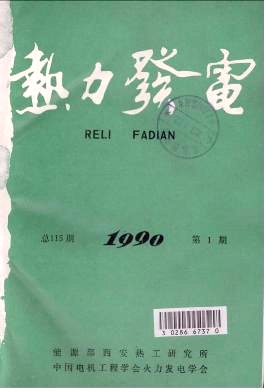 熱力發電
RELI FADIAN
总115期 1990 第1期
3 0286 6737 0
能源部西安热工研究所
中国电机工程学会火力发电学会